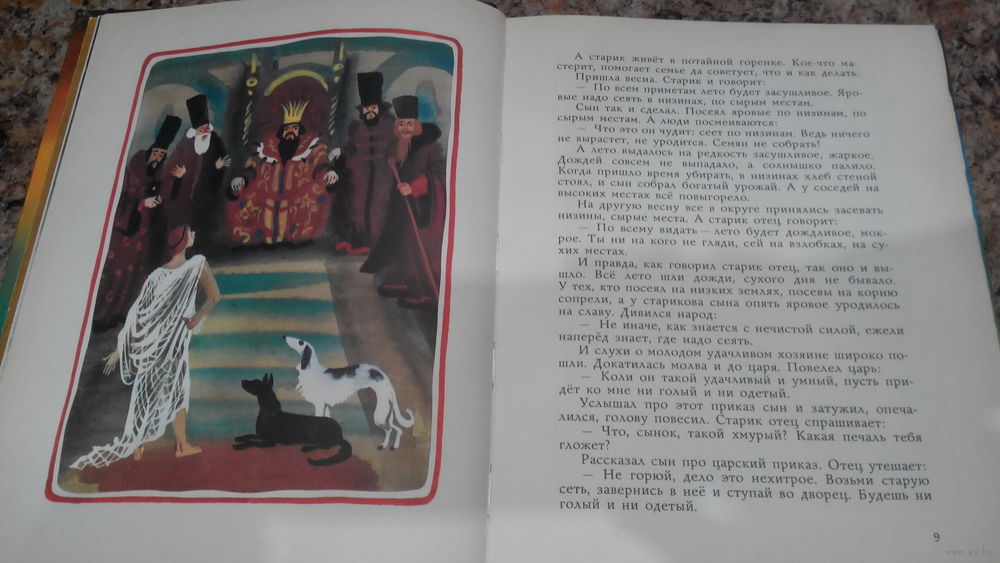 А старик живёт в потайной горенке. Кое-что ма-
стерит, помогает семье да советует, что и как делать.
Пришла весна. Старик и говорит:
— По всем приметам лето будет засушливое. Яро-
вые надо сеять в низинах, по сырым местам.
Сын так и сделал. Посеял яровые по низинам, по
сырым местам. А люди посмеиваются:
— Что это он чудит: сеет по низинам. Ведь ничего
не вырастет, не уродится. Семян не собрать!
А лето выдалось на редкость засушливое, жаркое.
Дождей совсем не выпадало, а солнышко палило.
Когда пришло время убирать, в низинах хлеб стеной
стоял, и сын собрал богатый урожай. А у соседей на
высоких местах всё повыгорело.
На другую весну все в округе принялись засевать
низины, сырые места. А старик отец говорит:
— По всему видать — лето будет дождливое, мок-
рое. Ты ни на кого не гляди, сей на взлобках, на су-
хих местах.
И правда, как говорил старик отец, так оно и вы-
шло. Всё лето шли дожди, сухого дня не бывало.
У тех, кто посеял на низких землях, посевы на корню
сопрели, а у старикова сына опять яровое уродилось
на славу. Дивился народ:
— Не иначе, как знается с нечистой силой, ежели
наперёд знает, где надо сеять.
И слухи о молодом удачливом хозяине широко по-
шли. Докатилась молва и до царя. Повелел царь:
— Коли он такой удачливый и умный, пусть при-
дёт ко мне ни голый и ни одетый.
Услышал про этот приказ сын и затужил, опеча-
лился, голову повесил. Старик отец спрашивает:
— Что, сынок, такой хмурый? Какая печаль тебя
гложет?
Рассказал сын про царский приказ. Отец утешает:
— Не горюй, дело это нехитрое. Возьми старую
сеть, завернись в неё и ступай во дворец. Будешь ни
голый и ни одетый.
9
www.ay.by